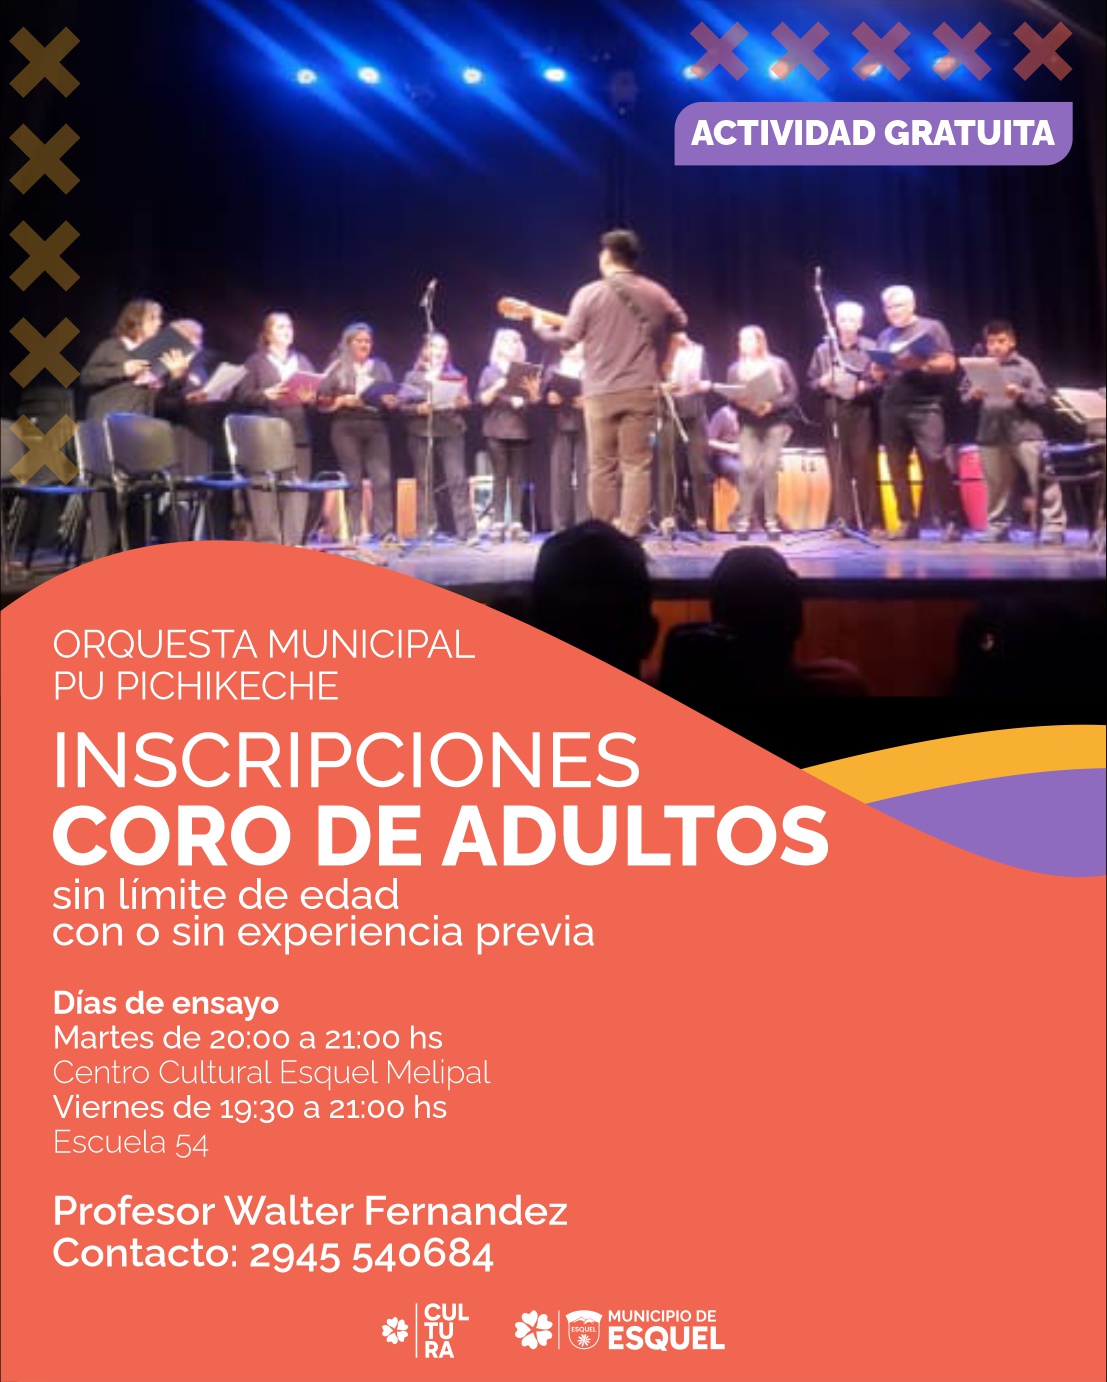 ACTIVIDAD GRATUITA
ORQUESTA MUNICIPAL
PU PICHIKECHE
INSCRIPCIONES
CORO DE ADULTOS
sin límite de edad
con o sin experiencia previa
Días de ensayo
Martes de 20:00 a 21:00 hs
Centro Cultural Esquel Melipal
Viernes de 19:30 a 21:00 hs
Escuela 54
Profesor Walter Fernandez
Contacto: 2945 540684
CUL
TU
RA
ESQUEL
MUNICIPIO DE
ESQUEL